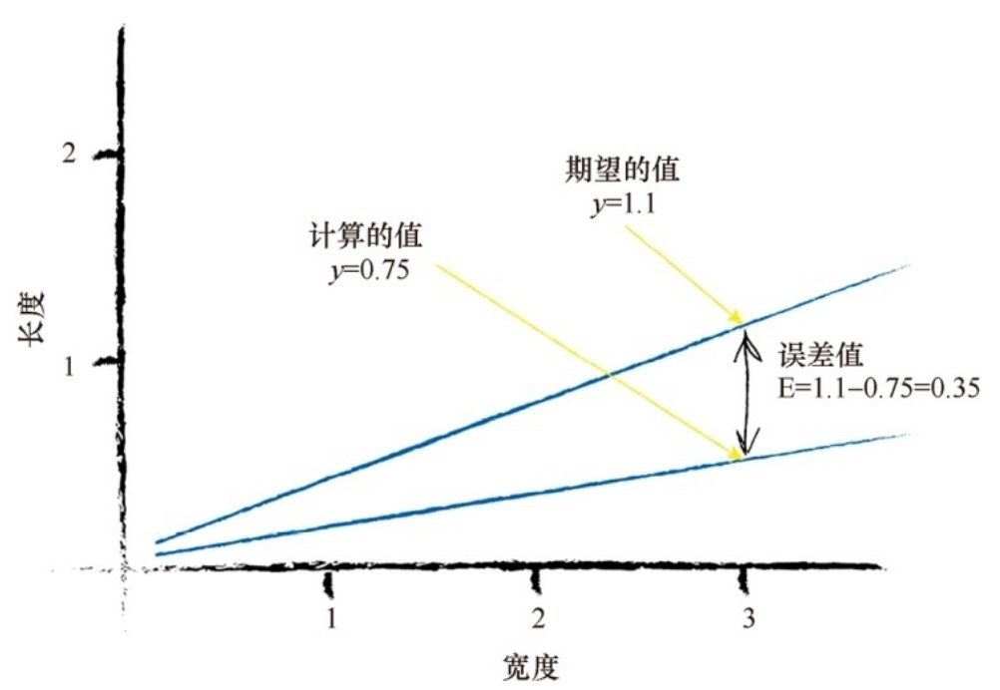 2
期望的值
y=1.1
计算的值
y=0.75
长度
1
误差值
E=1.1–0.75=0.35
1
2
3
宽度